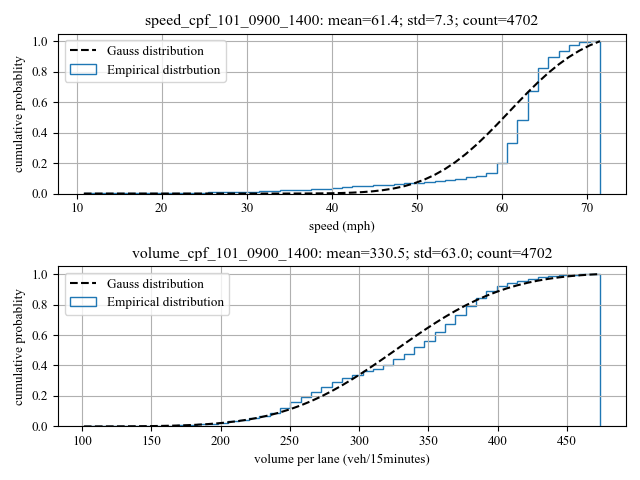 speed_cpf_101_0900_1400: mean=61.4; std=7.3; count=4702
1.0
0.8
0.6
0.4
0.2
0.0
cumulative probablity
Gauss distribution
Empirical distrbution
10 20 30 40 50 60 70
speed (mph)
volume_cpf_101_0900_1400: mean=330.5; std=63.0; count=4702
1.0
0.8
0.6
0.4
0.2
0.0
cumulative probablity
Gauss distribution
Empirical distribution
100 150 200 250 300 350 400 450
volume per lane (veh/15minutes)